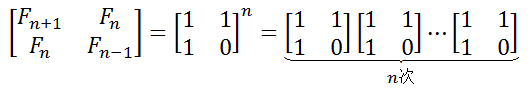 [F_{n+1} F_n; F_n F_{n-1}] = [1 1; 1 0]^n = [1 1; 1 0][1 1; 1 0]⋯[1 1; 1 0]
n次